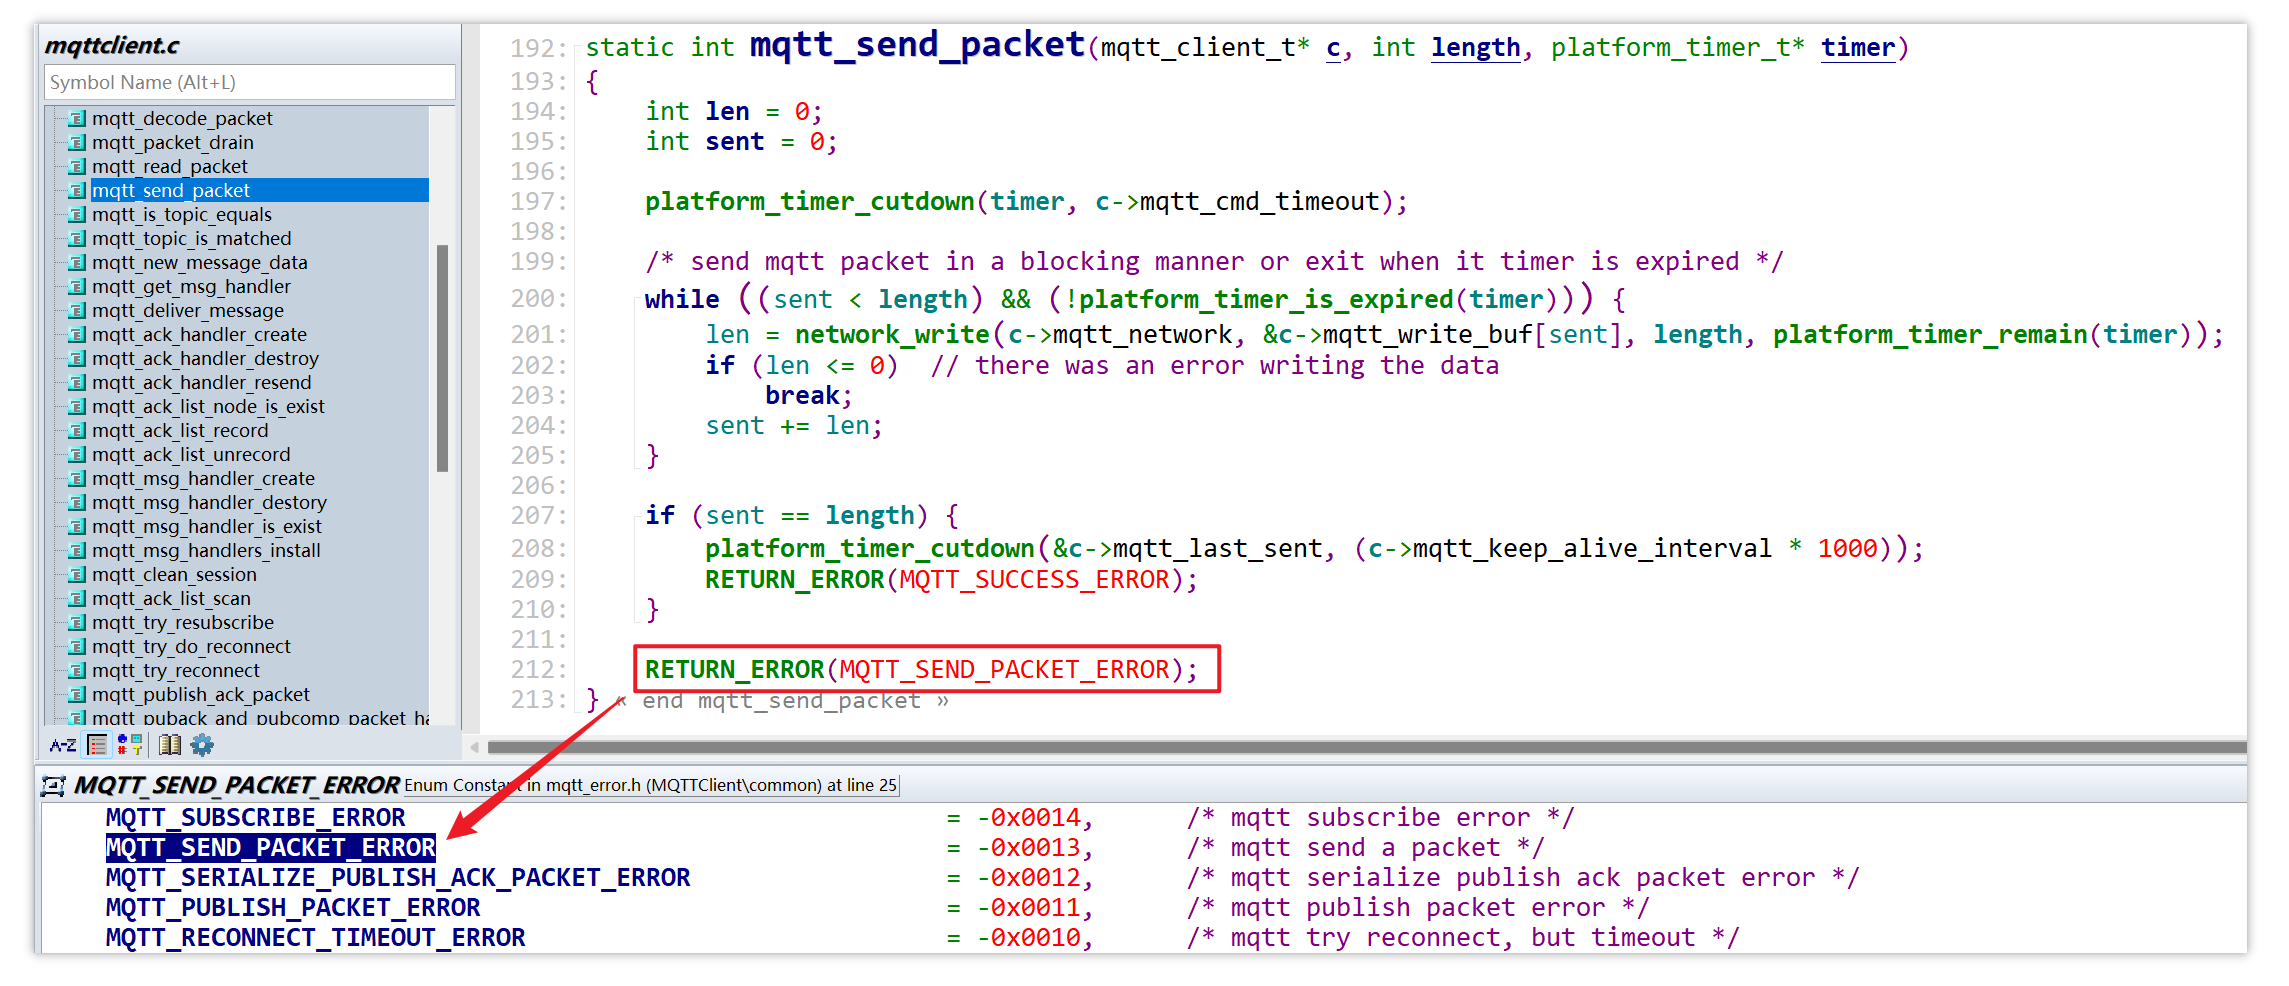 mqttclient.c
Symbol Name (Alt+L)
mqtt_decode_packet
mqtt_packet_drain
mqtt_read_packet
mqtt_send_packet
mqtt_is_topic_equals
mqtt_topic_is_matched
mqtt_new_message_data
mqtt_get_msg_handler
mqtt_deliver_message
mqtt_ack_handler_create
mqtt_ack_handler_destroy
mqtt_ack_handler_resend
mqtt_ack_list_node_is_exist
mqtt_ack_list_record
mqtt_ack_list_unrecord
mqtt_msg_handler_create
mqtt_msg_handler_destory
mqtt_msg_handler_is_exist
mqtt_msg_handlers_install
mqtt_clean_session
mqtt_ack_list_scan
mqtt_try_resubscribe
mqtt_try_do_reconnect
mqtt_try_reconnect
mqtt_publish_ack_packet
mqtt_puback_and_pubcomp_packet_ha
A-Z
192: static int mqtt_send_packet(mqtt_client_t* c, int length, platform_timer_t* timer)
193: {
194:     int len = 0;
195:     int sent = 0;
196:
197:     platform_timer_cutdown(timer, c->mqtt_cmd_timeout);
198:
199:     /* send mqtt packet in a blocking manner or exit when it timer is expired */
200:     while ((sent < length) && (!platform_timer_is_expired(timer))) {
201:         len = network_write(c->mqtt_network, &c->mqtt_write_buf[sent], length, platform_timer_remain(timer));
202:         if (len <= 0)  // there was an error writing the data
203:             break;
204:         sent += len;
205:     }
206:
207:     if (sent == length) {
208:         platform_timer_cutdown(&c->mqtt_last_sent, (c->mqtt_keep_alive_interval * 1000));
209:         RETURN_ERROR(MQTT_SUCCESS_ERROR);
210:     }
211:
212:     RETURN_ERROR(MQTT_SEND_PACKET_ERROR);
213: } « end mqtt_send_packet »
MQTT_SEND_PACKET_ERROR Enum Constant in mqtt_error.h (MQTTClient\common) at line 25
MQTT_SUBSCRIBE_ERROR = -0x0014, /* mqtt subscribe error */
MQTT_SEND_PACKET_ERROR = -0x0013, /* mqtt send a packet */
MQTT_SERIALIZE_PUBLISH_ACK_PACKET_ERROR = -0x0012, /* mqtt serialize publish ack packet error */
MQTT_PUBLISH_PACKET_ERROR = -0x0011, /* mqtt publish packet error */
MQTT_RECONNECT_TIMEOUT_ERROR = -0x0010, /* mqtt try reconnect, but timeout */